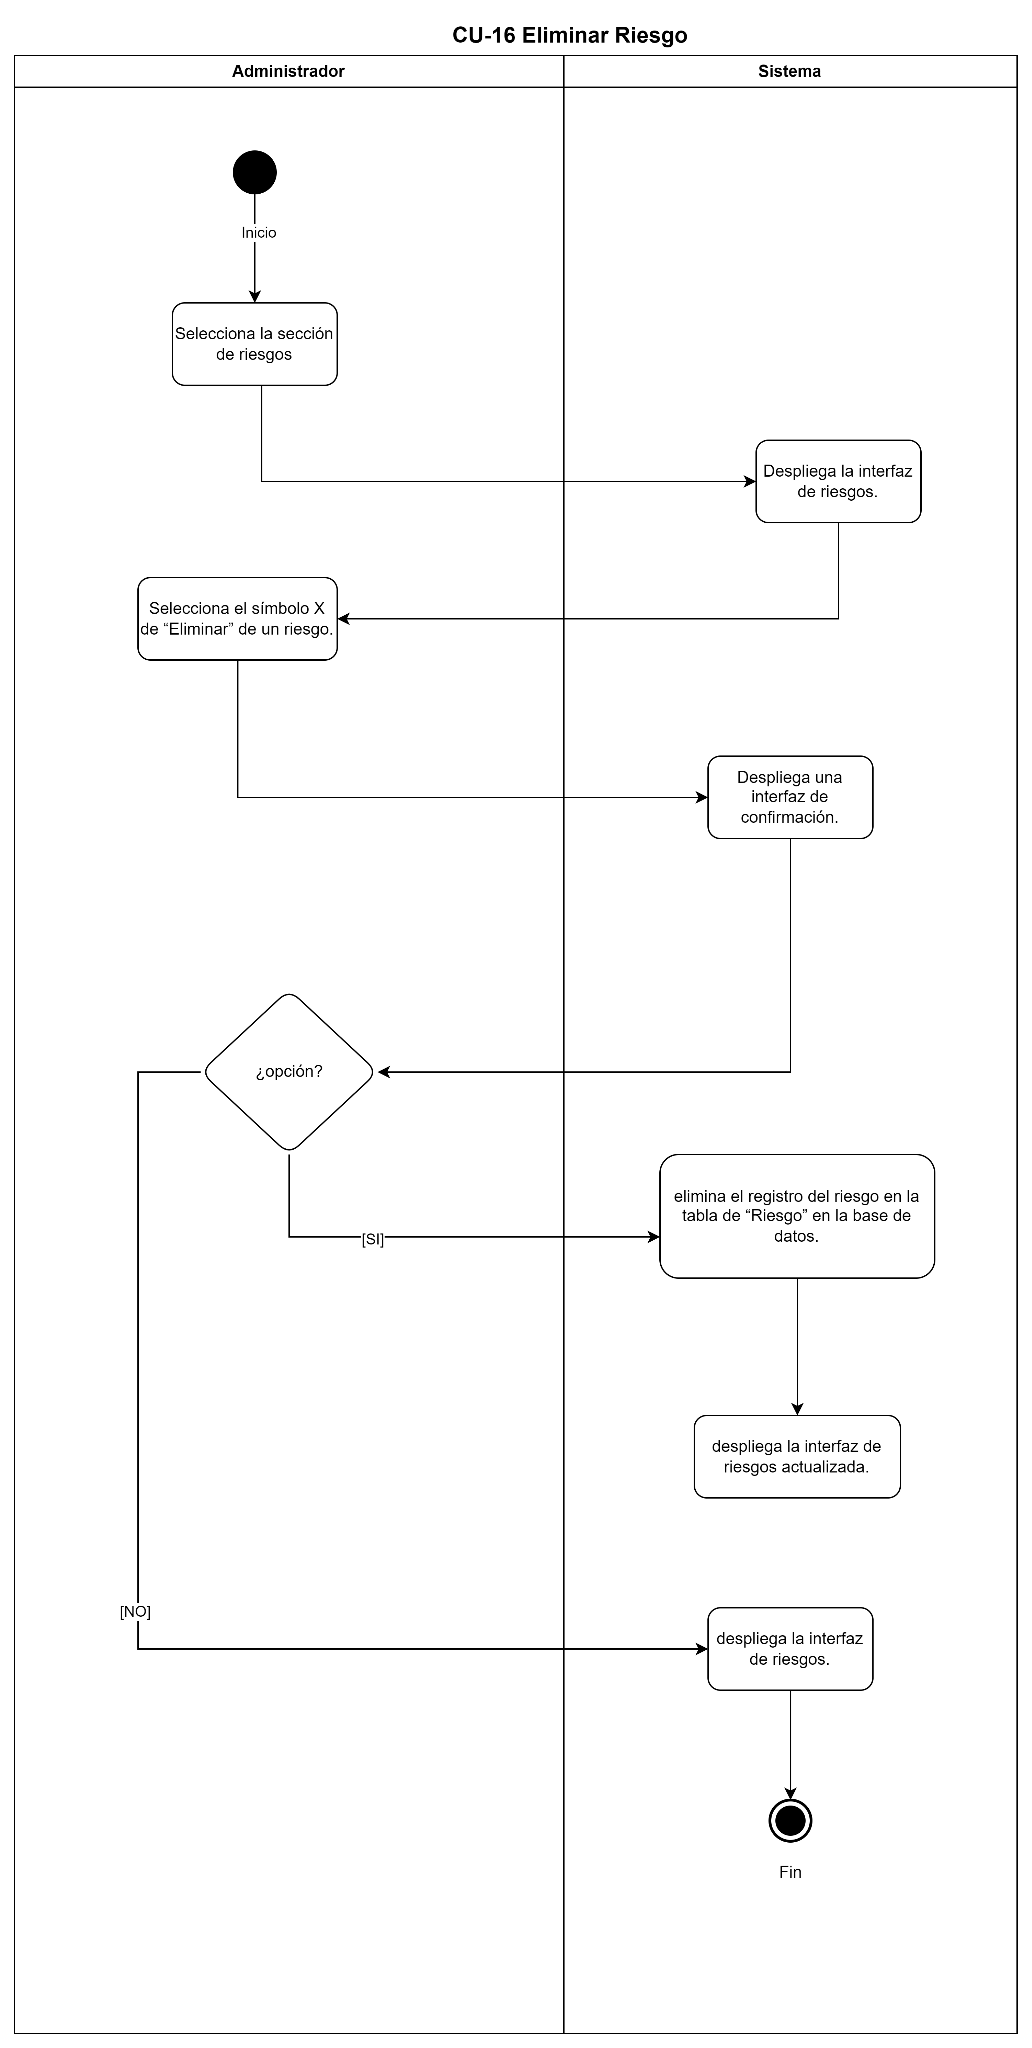 CU-16 Eliminar Riesgo
Administrador
Sistema
Inicio
Selecciona la sección
de riesgos
Despliega la interfaz
de riesgos.
Selecciona el símbolo X
de “Eliminar” de un riesgo.
Despliega una
interfaz de
confirmación.
¿opción?
elimina el registro del riesgo en la
tabla de “Riesgo” en la base de
datos.
[SI]
despliega la interfaz de
riesgos actualizada.
[NO]
despliega la interfaz
de riesgos.
Fin